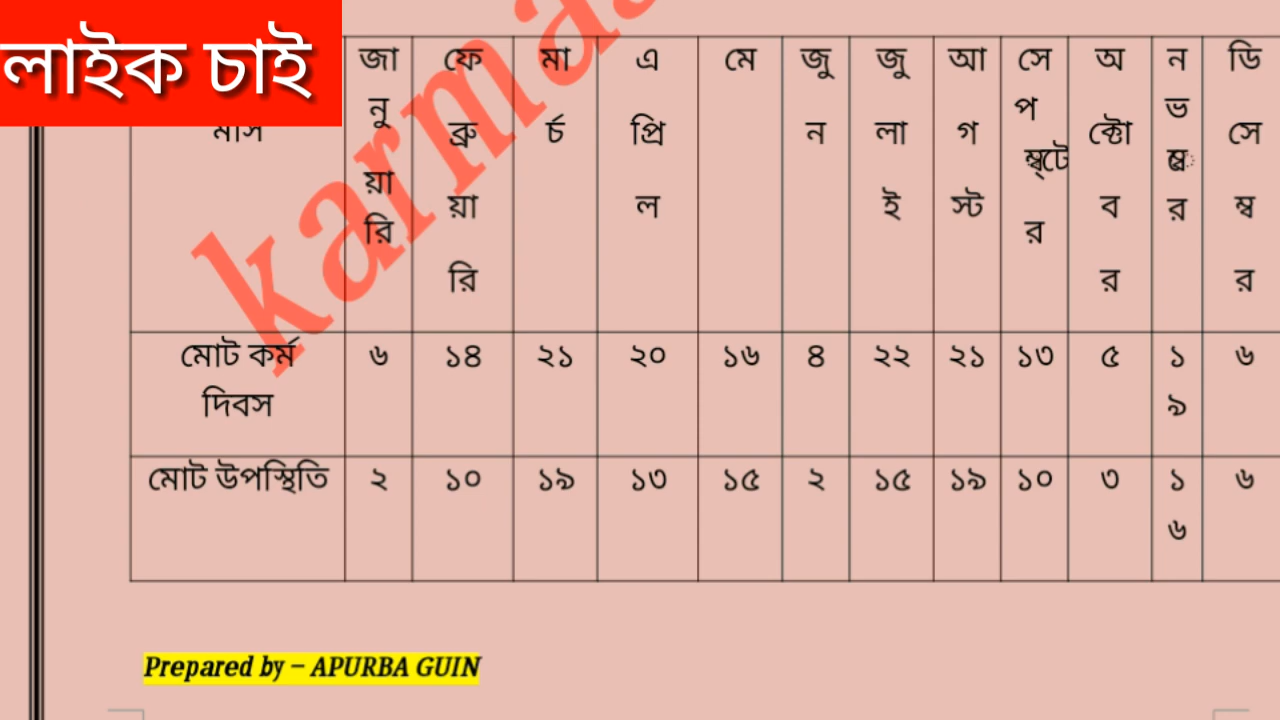 লাইক চাই
মাস জানুয়ারি ফেব্রুয়ারি মার্চ এপ্রিল মে জুন জুলাই আগস্ট সেপ্টেম্বর অক্টোবর নভেম্বর ডিসেম্বর
মোট কর্ম দিবস ৬ ১৪ ২১ ২০ ১৬ ৪ ২২ ২১ ১৩ ৫ ১৯ ৬
মোট উপস্থিতি ২ ১০ ১৯ ১৩ ১৫ ২ ১৫ ১৯ ১০ ৩ ১৬ ৬
Prepared by – APURBA GUIN